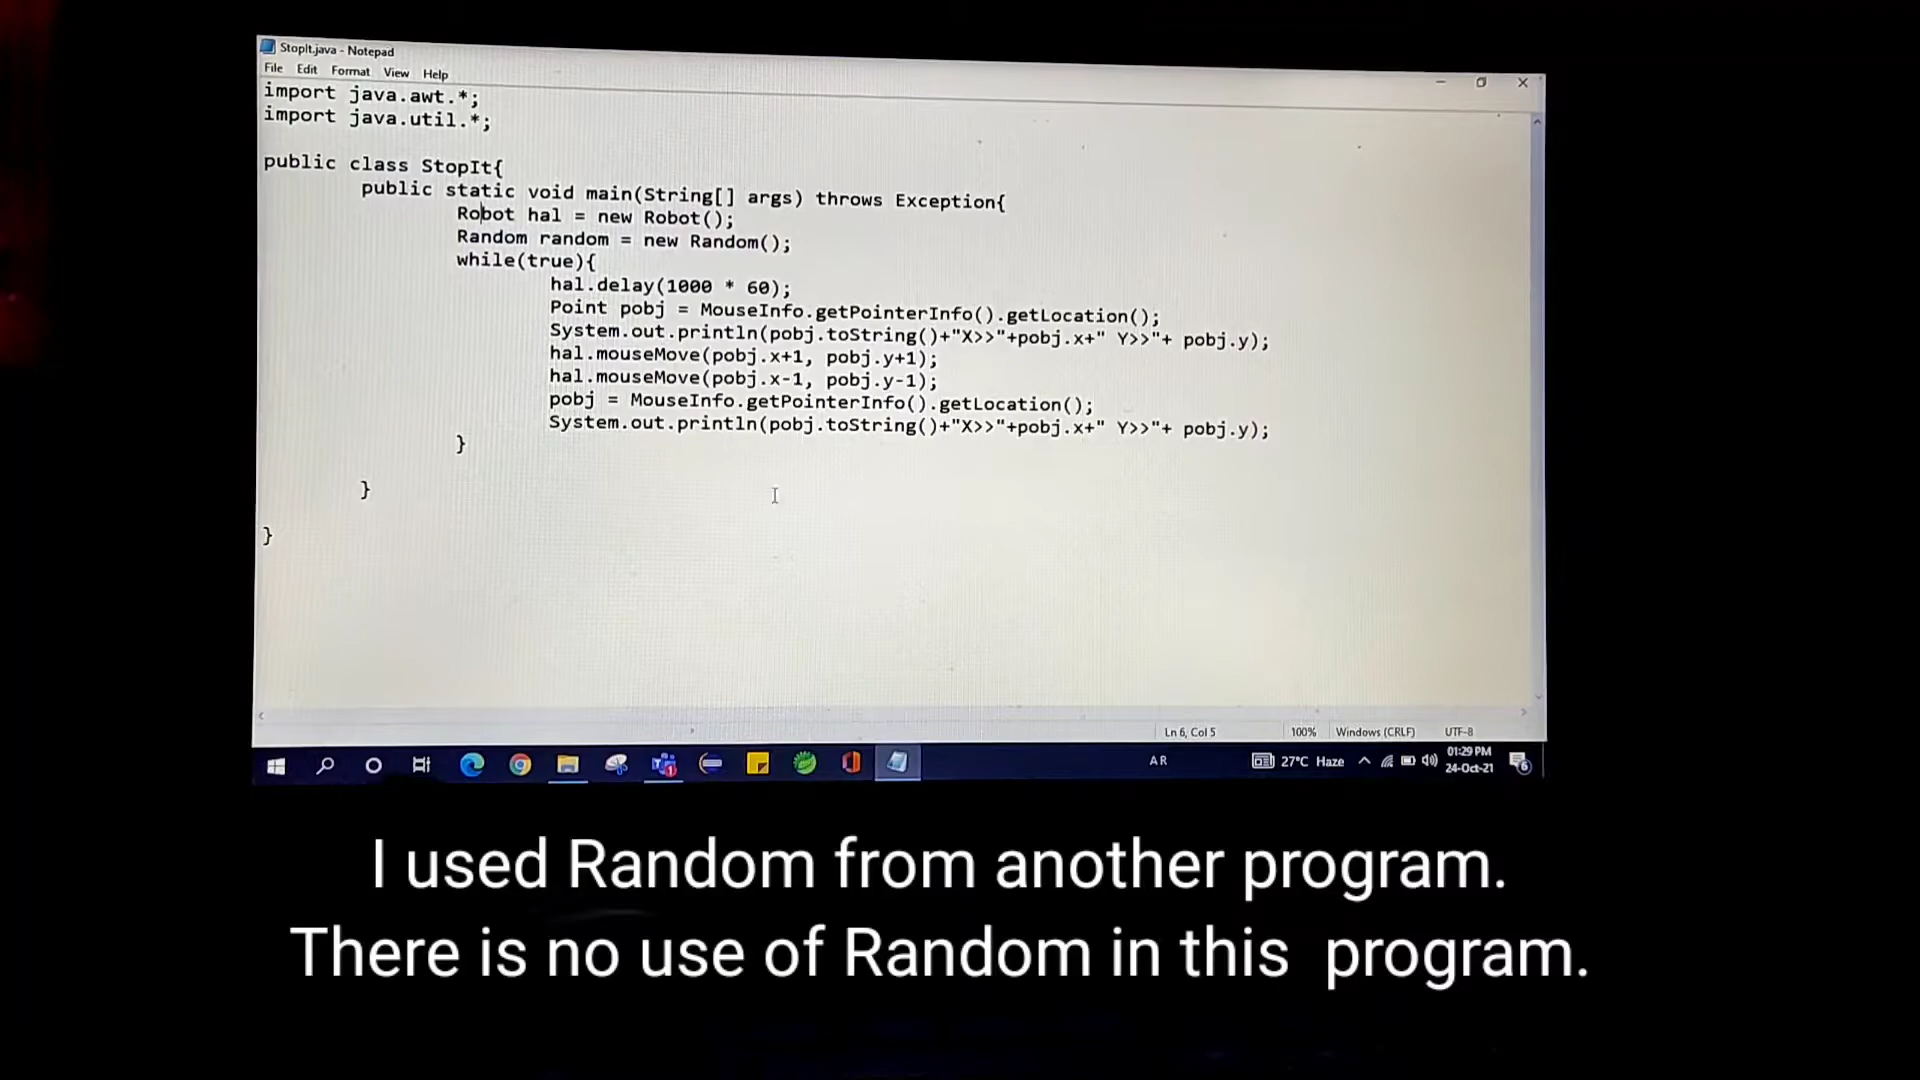 StopIt.java - Notepad
File Edit Format View Help
import java.awt.*;
import java.util.*;
public class StopIt{
public static void main(String[] args) throws Exception{
Robot hal = new Robot();
Random random = new Random();
while(true){
hal.delay(1000 * 60);
Point pobj = MouseInfo.getPointerInfo().getLocation();
System.out.println(pobj.toString()+"X>>"+pobj.x+" Y>>"+ pobj.y);
hal.mouseMove(pobj.x+1, pobj.y+1);
hal.mouseMove(pobj.x-1, pobj.y-1);
pobj = MouseInfo.getPointerInfo().getLocation();
System.out.println(pobj.toString()+"X>>"+pobj.x+" Y>>"+ pobj.y);
}
}
}
Ln 6, Col 5 100% Windows (CRLF) UTF-8
AR 27°C Haze 01:29 PM
24-Oct-21
I used Random from another program.
There is no use of Random in this program.